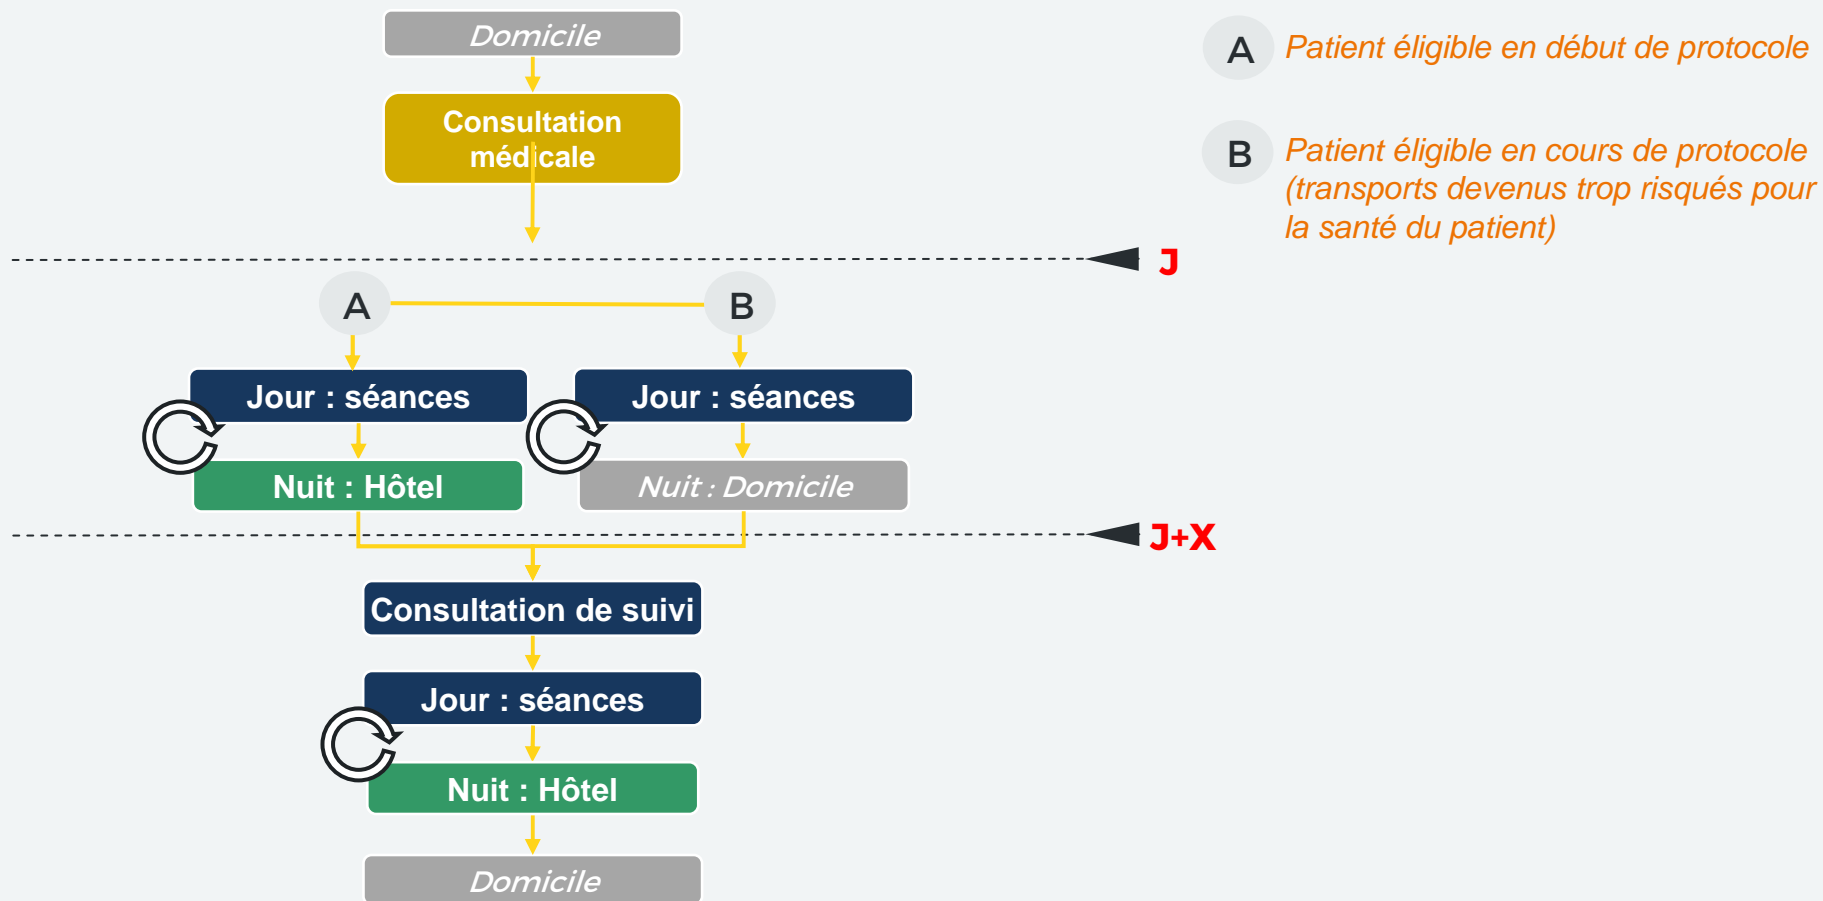 Domicile
Consultation
médicale
A
Patient éligible en début de protocole
B
Patient éligible en cours de protocole
(transports devenus trop risqués pour
la santé du patient)
J
A
B
Jour : séances
Jour : séances
Nuit : Hôtel
Nuit : Domicile
J+X
Consultation de suivi
Jour : séances
Nuit : Hôtel
Domicile